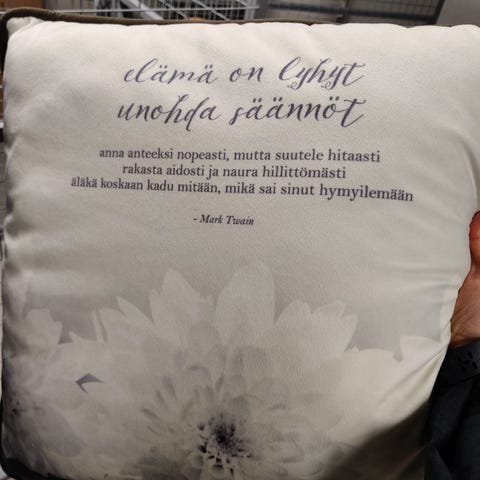 elämä on lyhyt
unohda säännöt
anna anteeksi nopeasti, mutta suutele hitaasti
rakasta aidosti ja naura hillittömästi
äläkä koskaan kadu mitään, mikä sai sinut hymyilemään
- Mark Twain